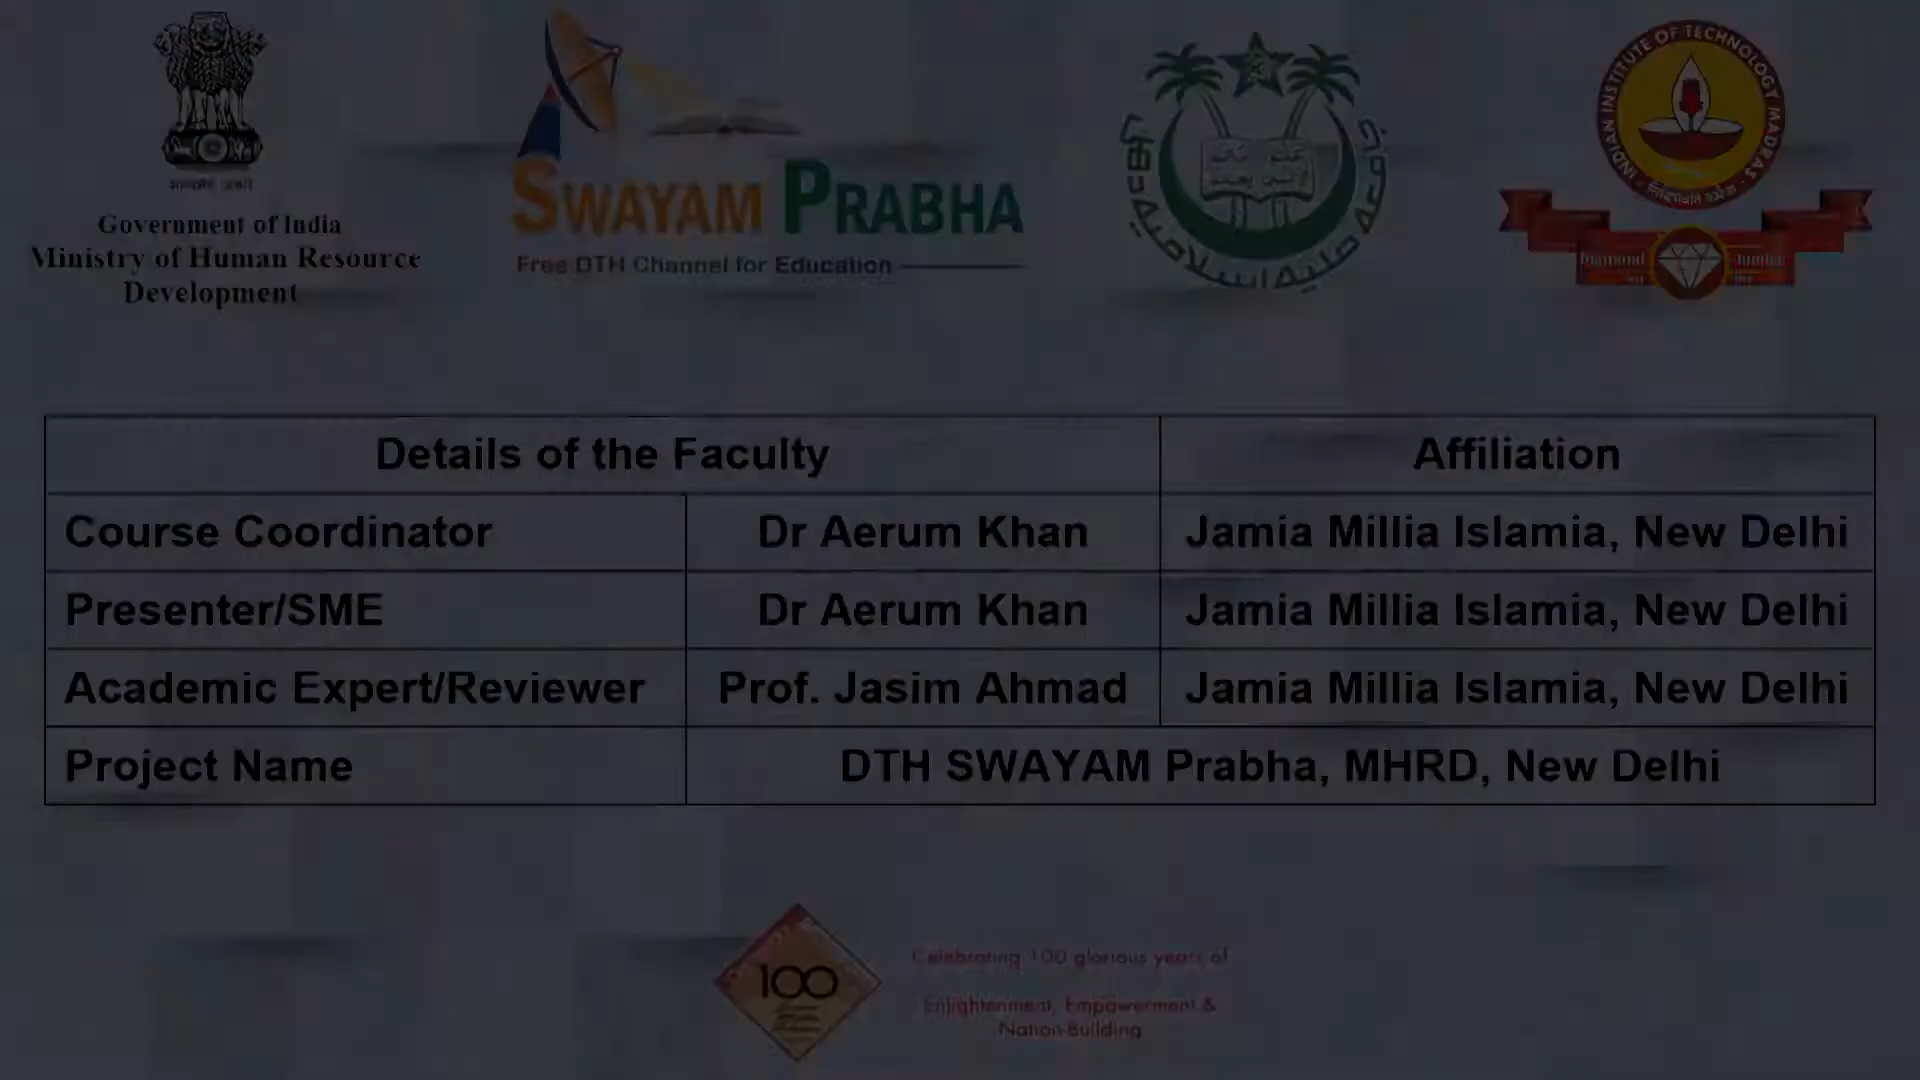 Government of India
Ministry of Human Resource
Development
SWAYAM PRABHA
Free DTH Channel for Education
جامعہ ملیہ اسلامیہ
INDIAN INSTITUTE OF TECHNOLOGY MADRAS
Diamond Jubilee
Details of the Faculty Affiliation
Course Coordinator Dr Aerum Khan Jamia Millia Islamia, New Delhi
Presenter/SME Dr Aerum Khan Jamia Millia Islamia, New Delhi
Academic Expert/Reviewer Prof. Jasim Ahmad Jamia Millia Islamia, New Delhi
Project Name DTH SWAYAM Prabha, MHRD, New Delhi
100
Celebrating 100 glorious years of
Enlightenment, Empowerment &
Nation-Building